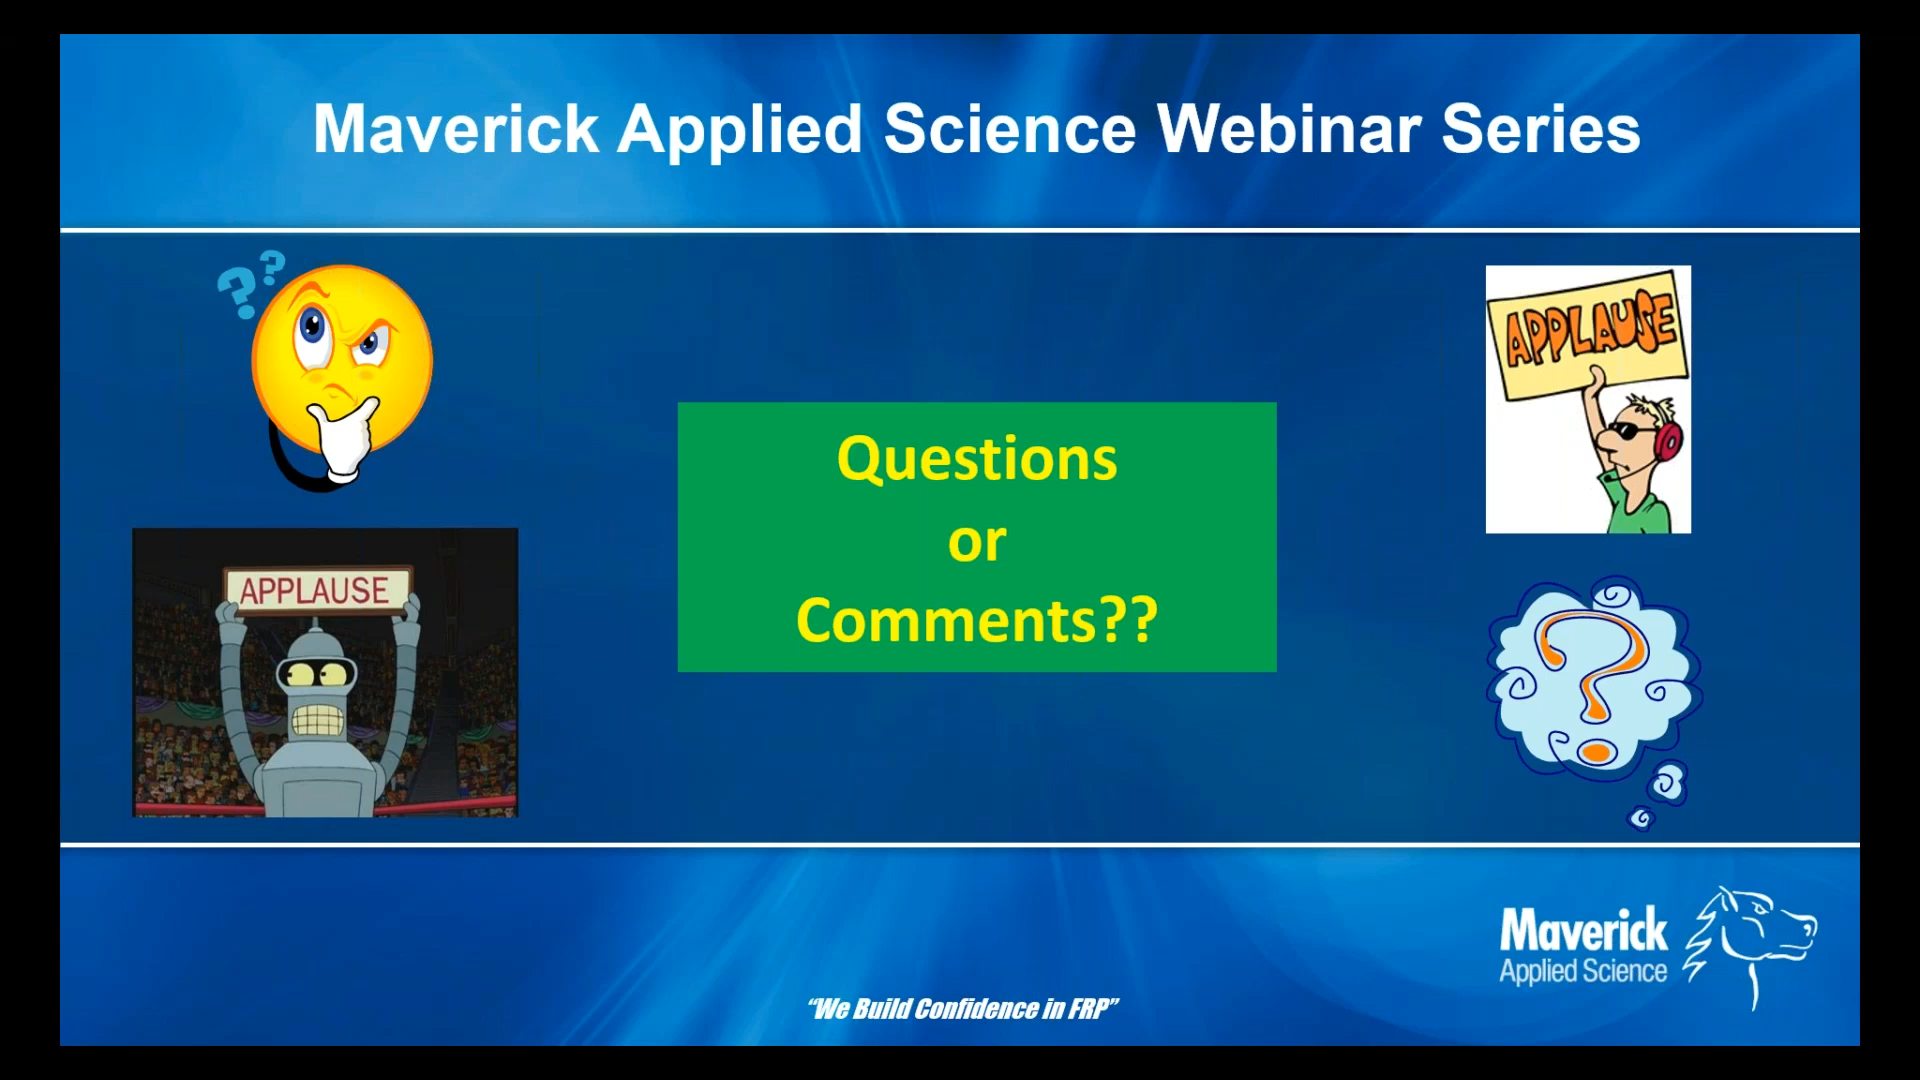 Maverick Applied Science Webinar Series
??
APPLAUSE
Questions
or
Comments??
APPLAUSE
?
Maverick
Applied Science
“We Build Confidence in FRP”